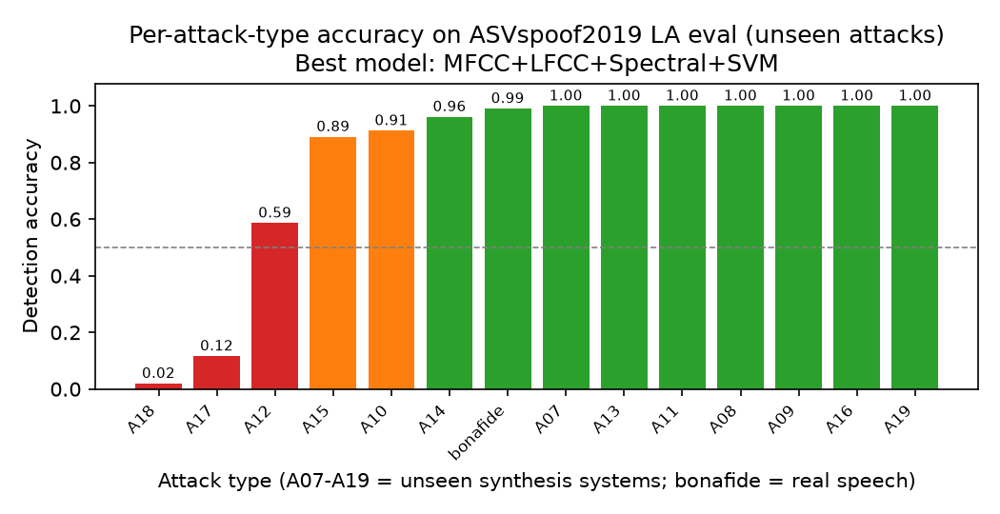 Per-attack-type accuracy on ASVspoof2019 LA eval (unseen attacks)
Best model: MFCC+LFCC+Spectral+SVM
Detection accuracy
1.0
0.8
0.6
0.4
0.2
0.0
0.02
0.12
0.59
0.89
0.91
0.96
0.99
1.00
1.00
1.00
1.00
1.00
1.00
1.00
A18
A17
A12
A15
A10
A14
bonafide
A07
A13
A11
A08
A09
A16
A19
Attack type (A07-A19 = unseen synthesis systems; bonafide = real speech)